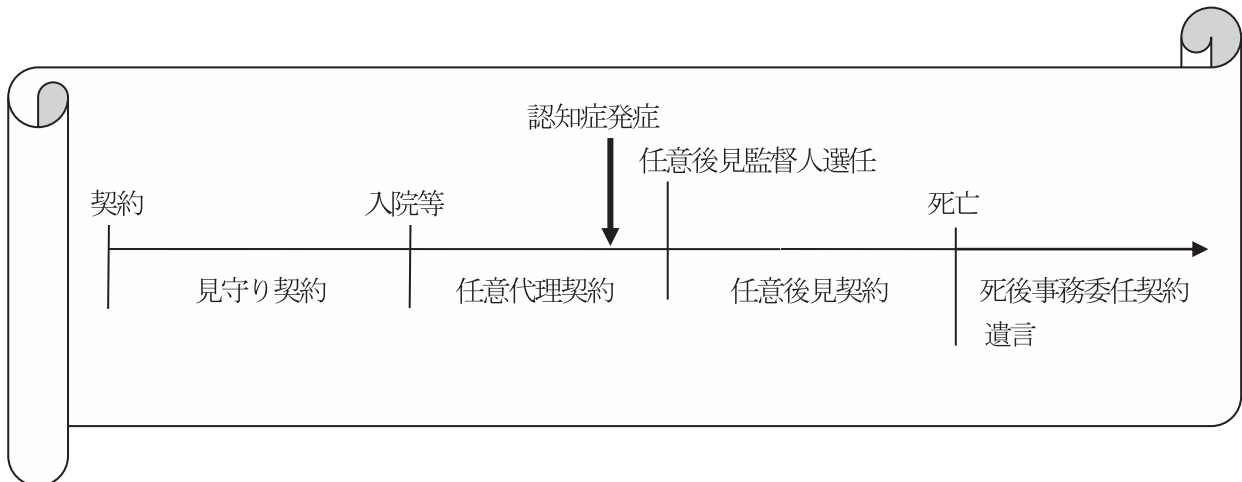 認知症発症
任意後見監督人選任
契約
入院等
死亡
見守り契約
任意代理契約
任意後見契約
死後事務委任契約
遺言